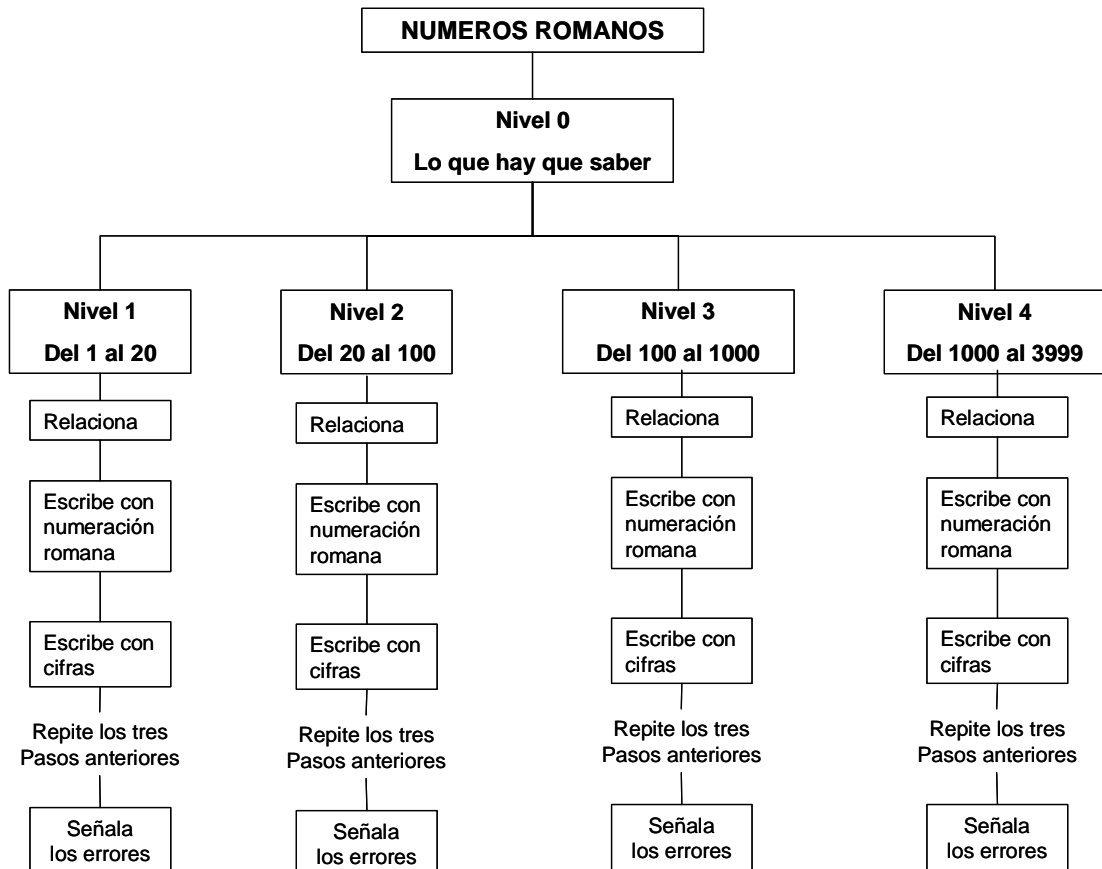 NUMEROS ROMANOS
Nivel 0
Lo que hay que saber
Nivel 1
Del 1 al 20
Relaciona
Escribe con
numeración
romana
Escribe con
cifras
Repite los tres
Pasos anteriores
Señala
los errores
Nivel 2
Del 20 al 100
Relaciona
Escribe con
numeración
romana
Escribe con
cifras
Repite los tres
Pasos anteriores
Señala
los errores
Nivel 3
Del 100 al 1000
Relaciona
Escribe con
numeración
romana
Escribe con
cifras
Repite los tres
Pasos anteriores
Señala
los errores
Nivel 4
Del 1000 al 3999
Relaciona
Escribe con
numeración
romana
Escribe con
cifras
Repite los tres
Pasos anteriores
Señala
los errores